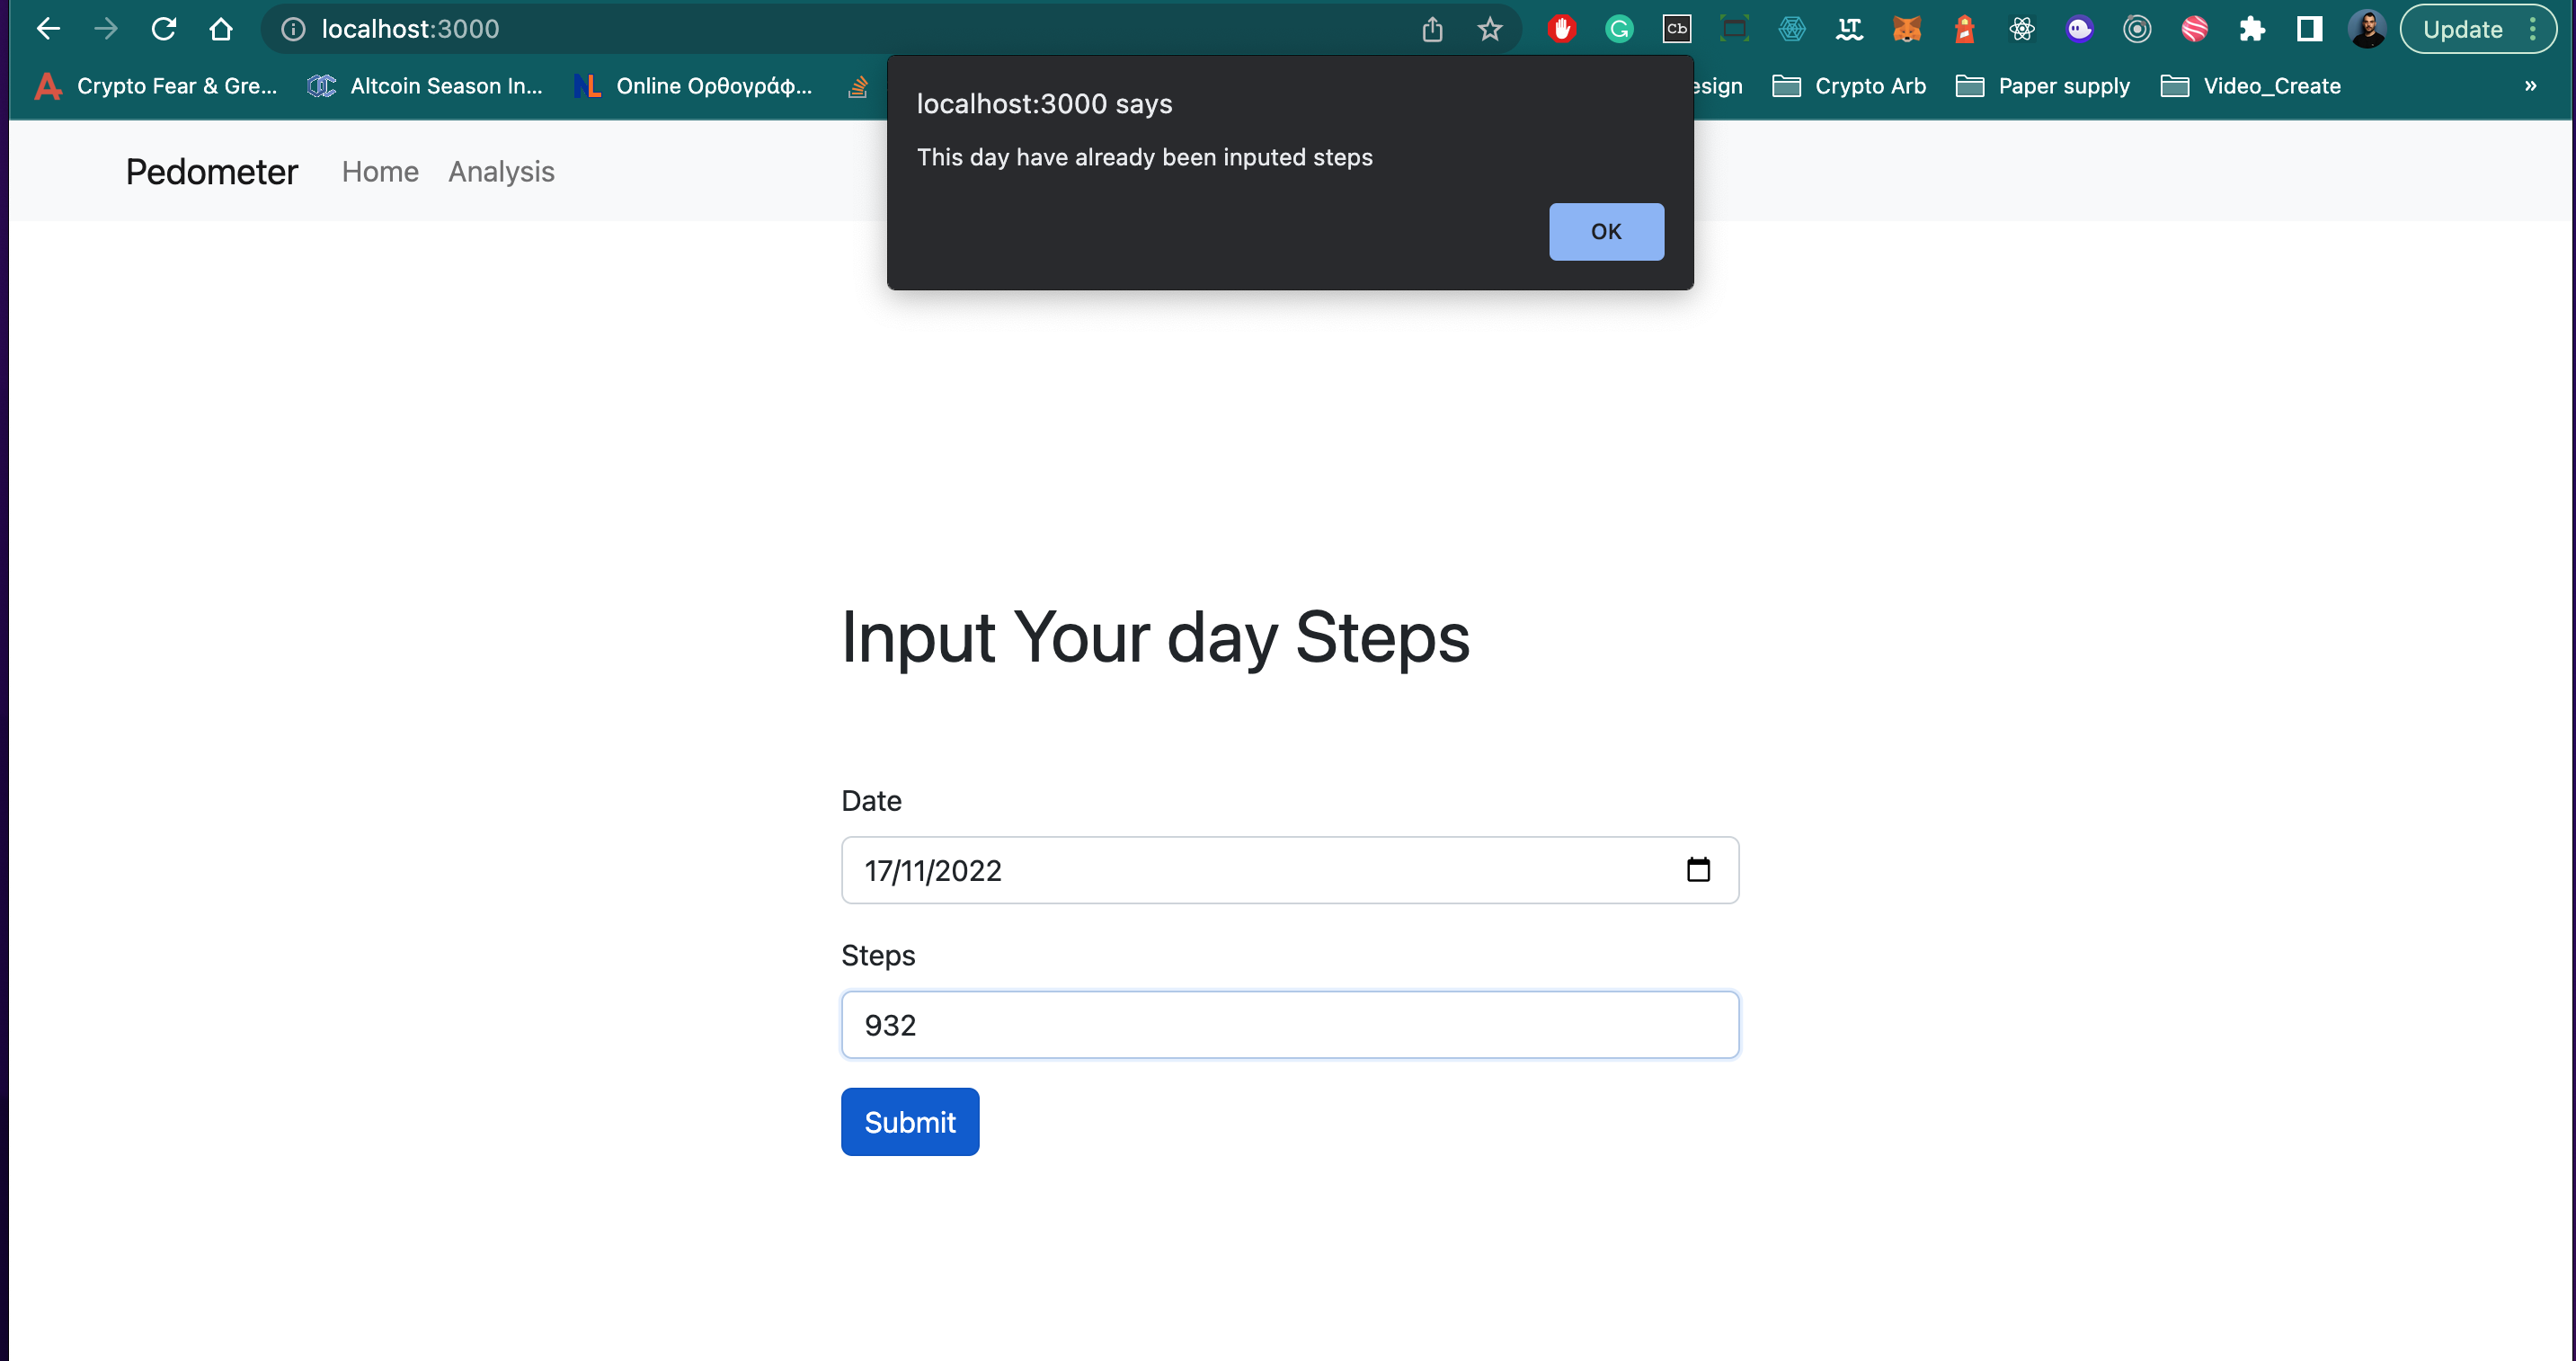 localhost:3000
Update
Crypto Fear & Gre...
Altcoin Season In...
NL Online Ορθογράφ...
esign
Crypto Arb
Paper supply
Video_Create
»
localhost:3000 says
This day have already been inputed steps
OK
Pedometer
Home
Analysis
Input Your day Steps
Date
17/11/2022
Steps
932
Submit